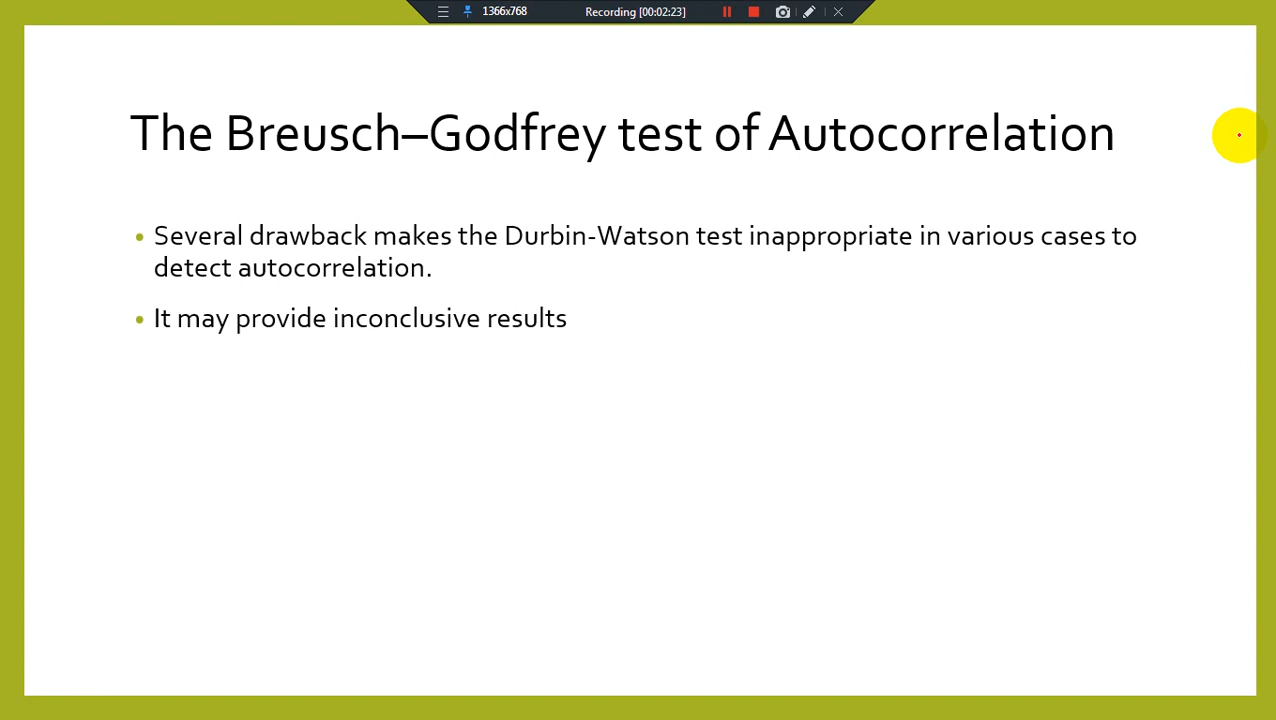 1366x768 Recording [00:02:23]
The Breusch–Godfrey test of Autocorrelation
• Several drawback makes the Durbin-Watson test inappropriate in various cases to
detect autocorrelation.
• It may provide inconclusive results